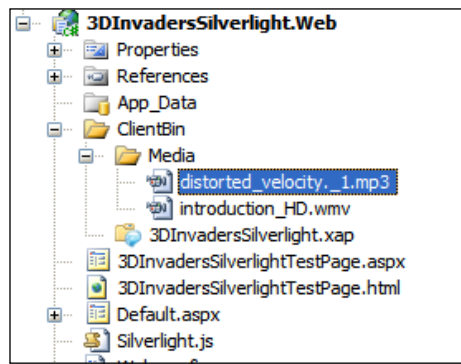 3DInvadersSilverlight.Web
Properties
References
App_Data
ClientBin
Media
distorted_velocity._1.mp3
introduction_HD.wmv
3DInvadersSilverlight.xap
3DInvadersSilverlightTestPage.aspx
3DInvadersSilverlightTestPage.html
Default.aspx
Silverlight.js